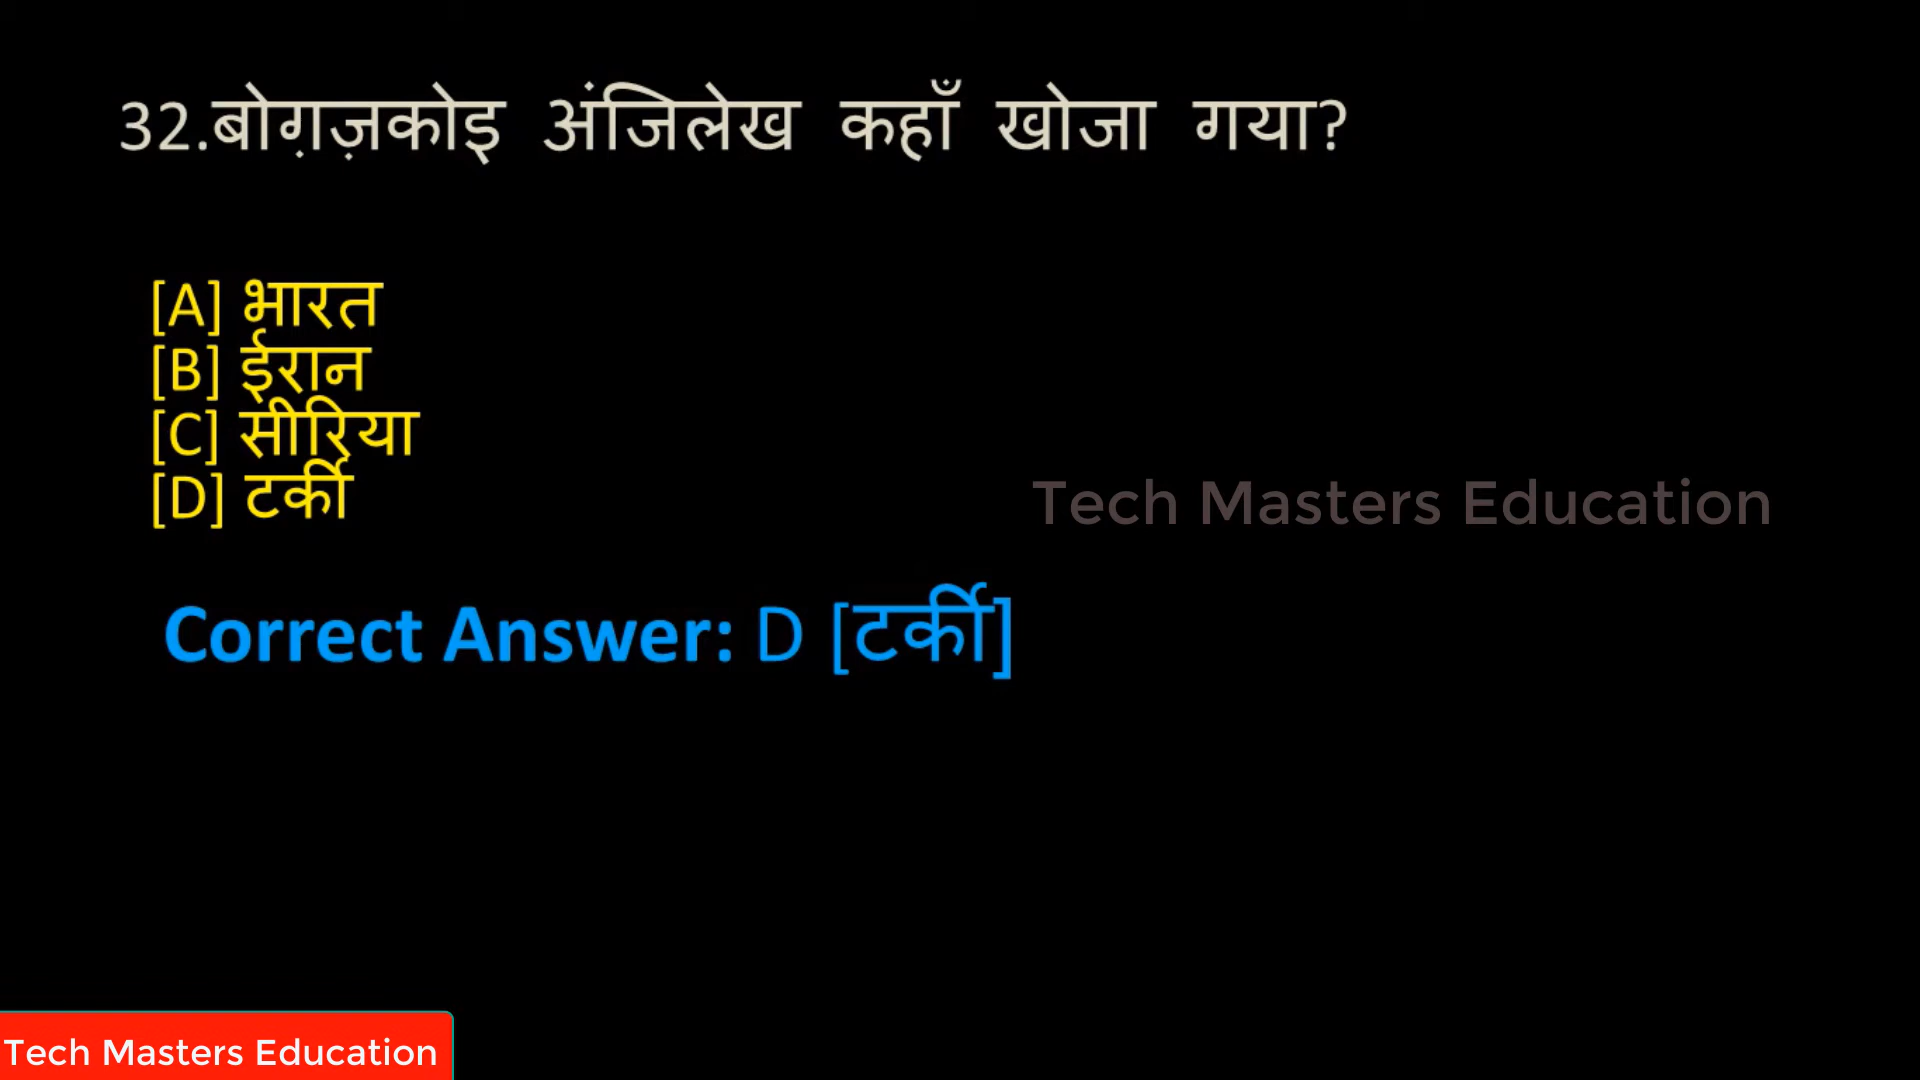 32.बोग़ज़कोइ अंजिलेख कहाँ खोजा गया?
[A] भारत
[B] ईरान
[C] सीरिया
[D] टर्की
Tech Masters Education
Correct Answer: D [टर्की]
Tech Masters Education